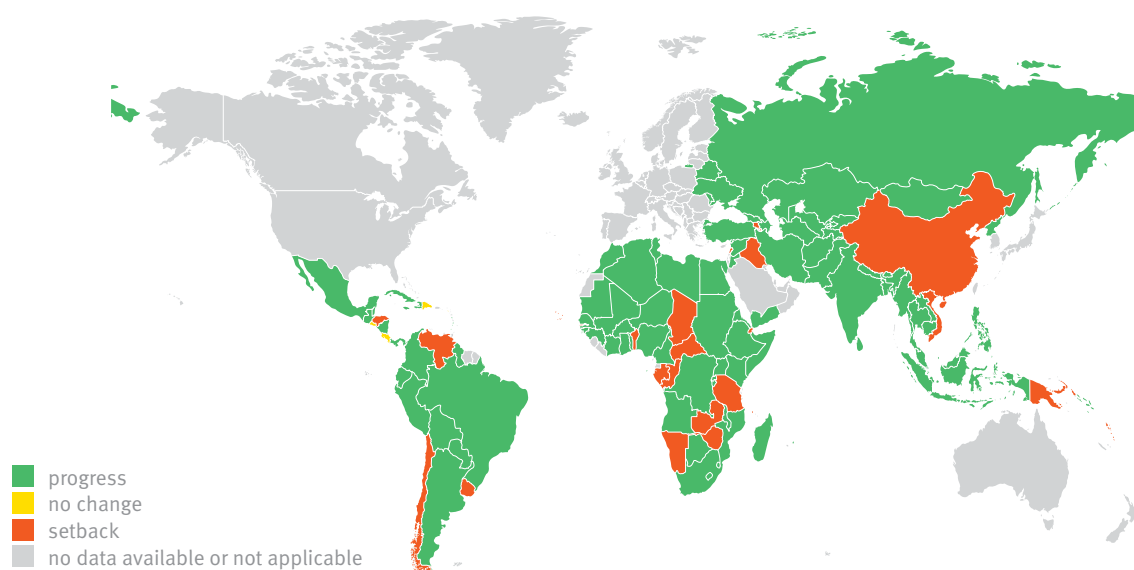 progress
no change
setback
no data available or not applicable